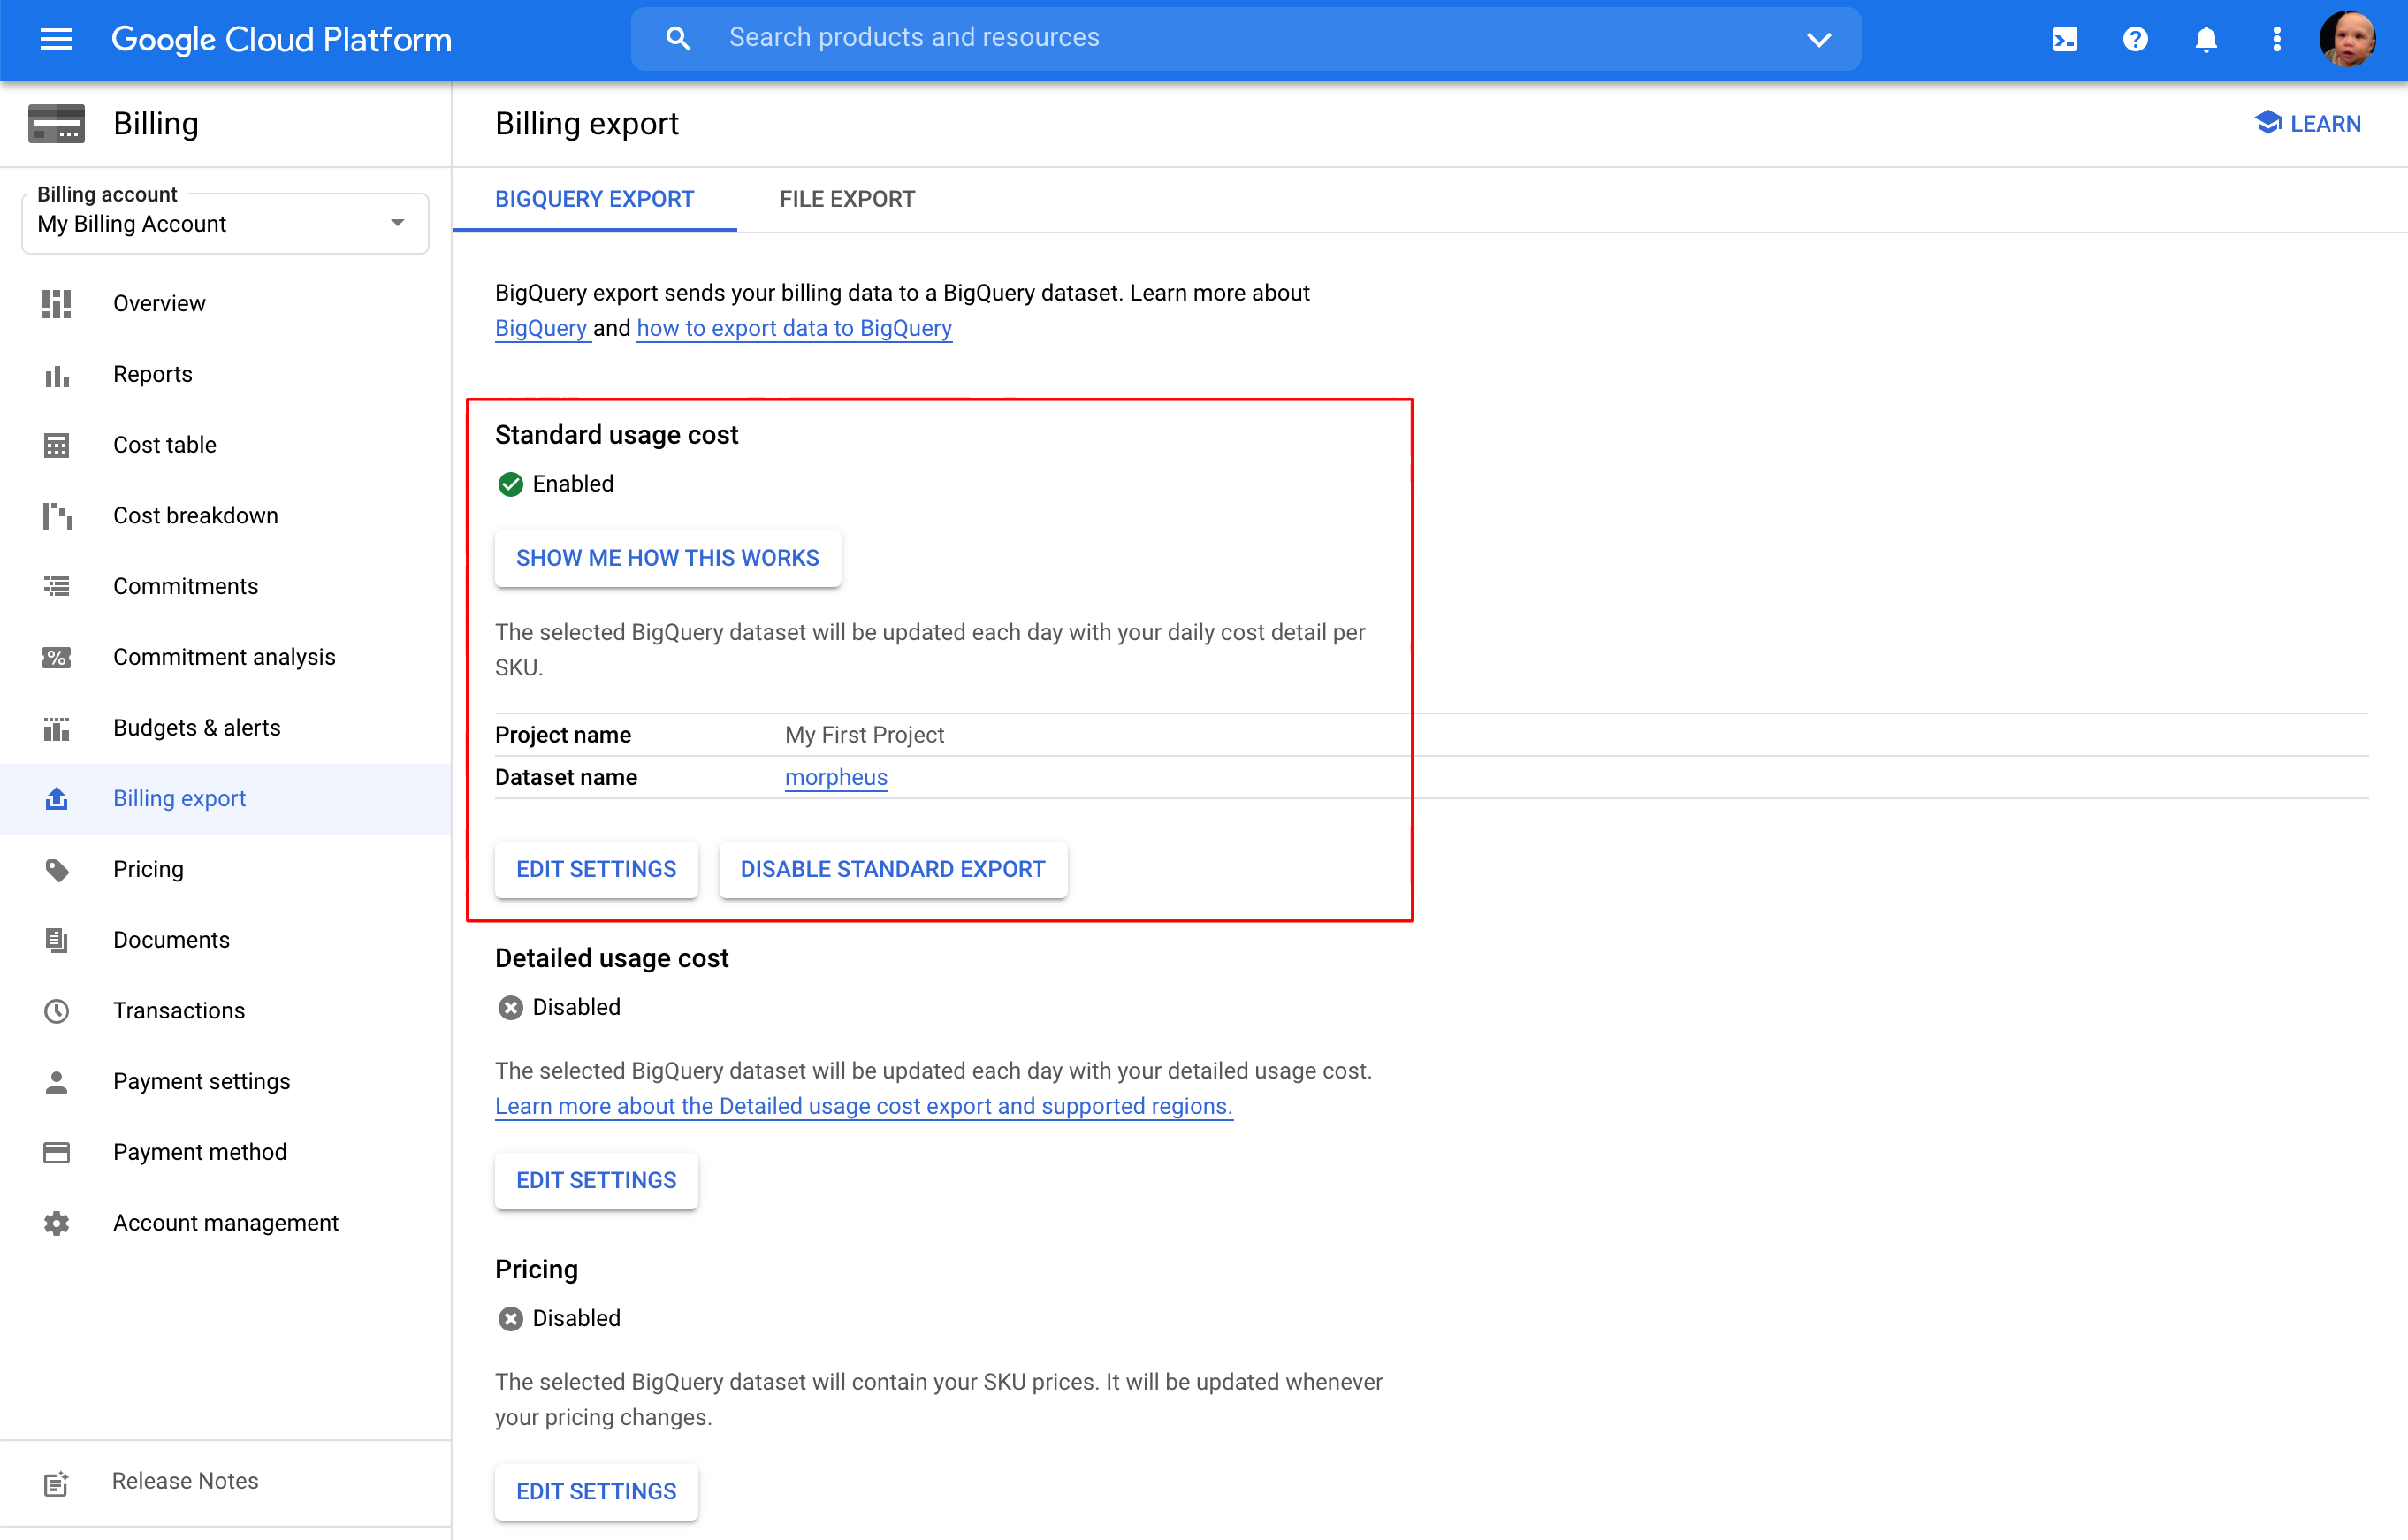 Google Cloud Platform
Search products and resources
Billing
Billing export
LEARN
Billing account
My Billing Account
BIGQUERY EXPORT
FILE EXPORT
Overview
Reports
Cost table
Cost breakdown
Commitments
Commitment analysis
Budgets & alerts
Billing export
Pricing
Documents
Transactions
Payment settings
Payment method
Account management
Release Notes
BigQuery export sends your billing data to a BigQuery dataset. Learn more about
BigQuery and how to export data to BigQuery
Standard usage cost
Enabled
SHOW ME HOW THIS WORKS
The selected BigQuery dataset will be updated each day with your daily cost detail per
SKU.
Project name My First Project
Dataset name morpheus
EDIT SETTINGS DISABLE STANDARD EXPORT
Detailed usage cost
Disabled
The selected BigQuery dataset will be updated each day with your detailed usage cost.
Learn more about the Detailed usage cost export and supported regions.
EDIT SETTINGS
Pricing
Disabled
The selected BigQuery dataset will contain your SKU prices. It will be updated whenever
your pricing changes.
EDIT SETTINGS